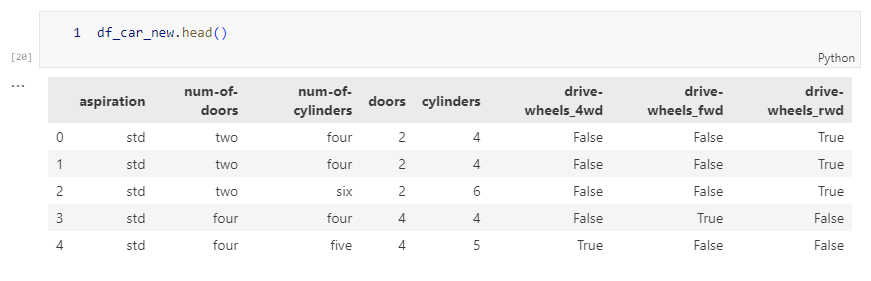 1 df_car_new.head()
[20]
Python
...
aspiration num-of-doors num-of-cylinders doors cylinders drive-wheels_4wd drive-wheels_fwd drive-wheels_rwd
0 std two four 2 4 False False True
1 std two four 2 4 False False True
2 std two six 2 6 False False True
3 std four four 4 4 False True False
4 std four five 4 5 True False False